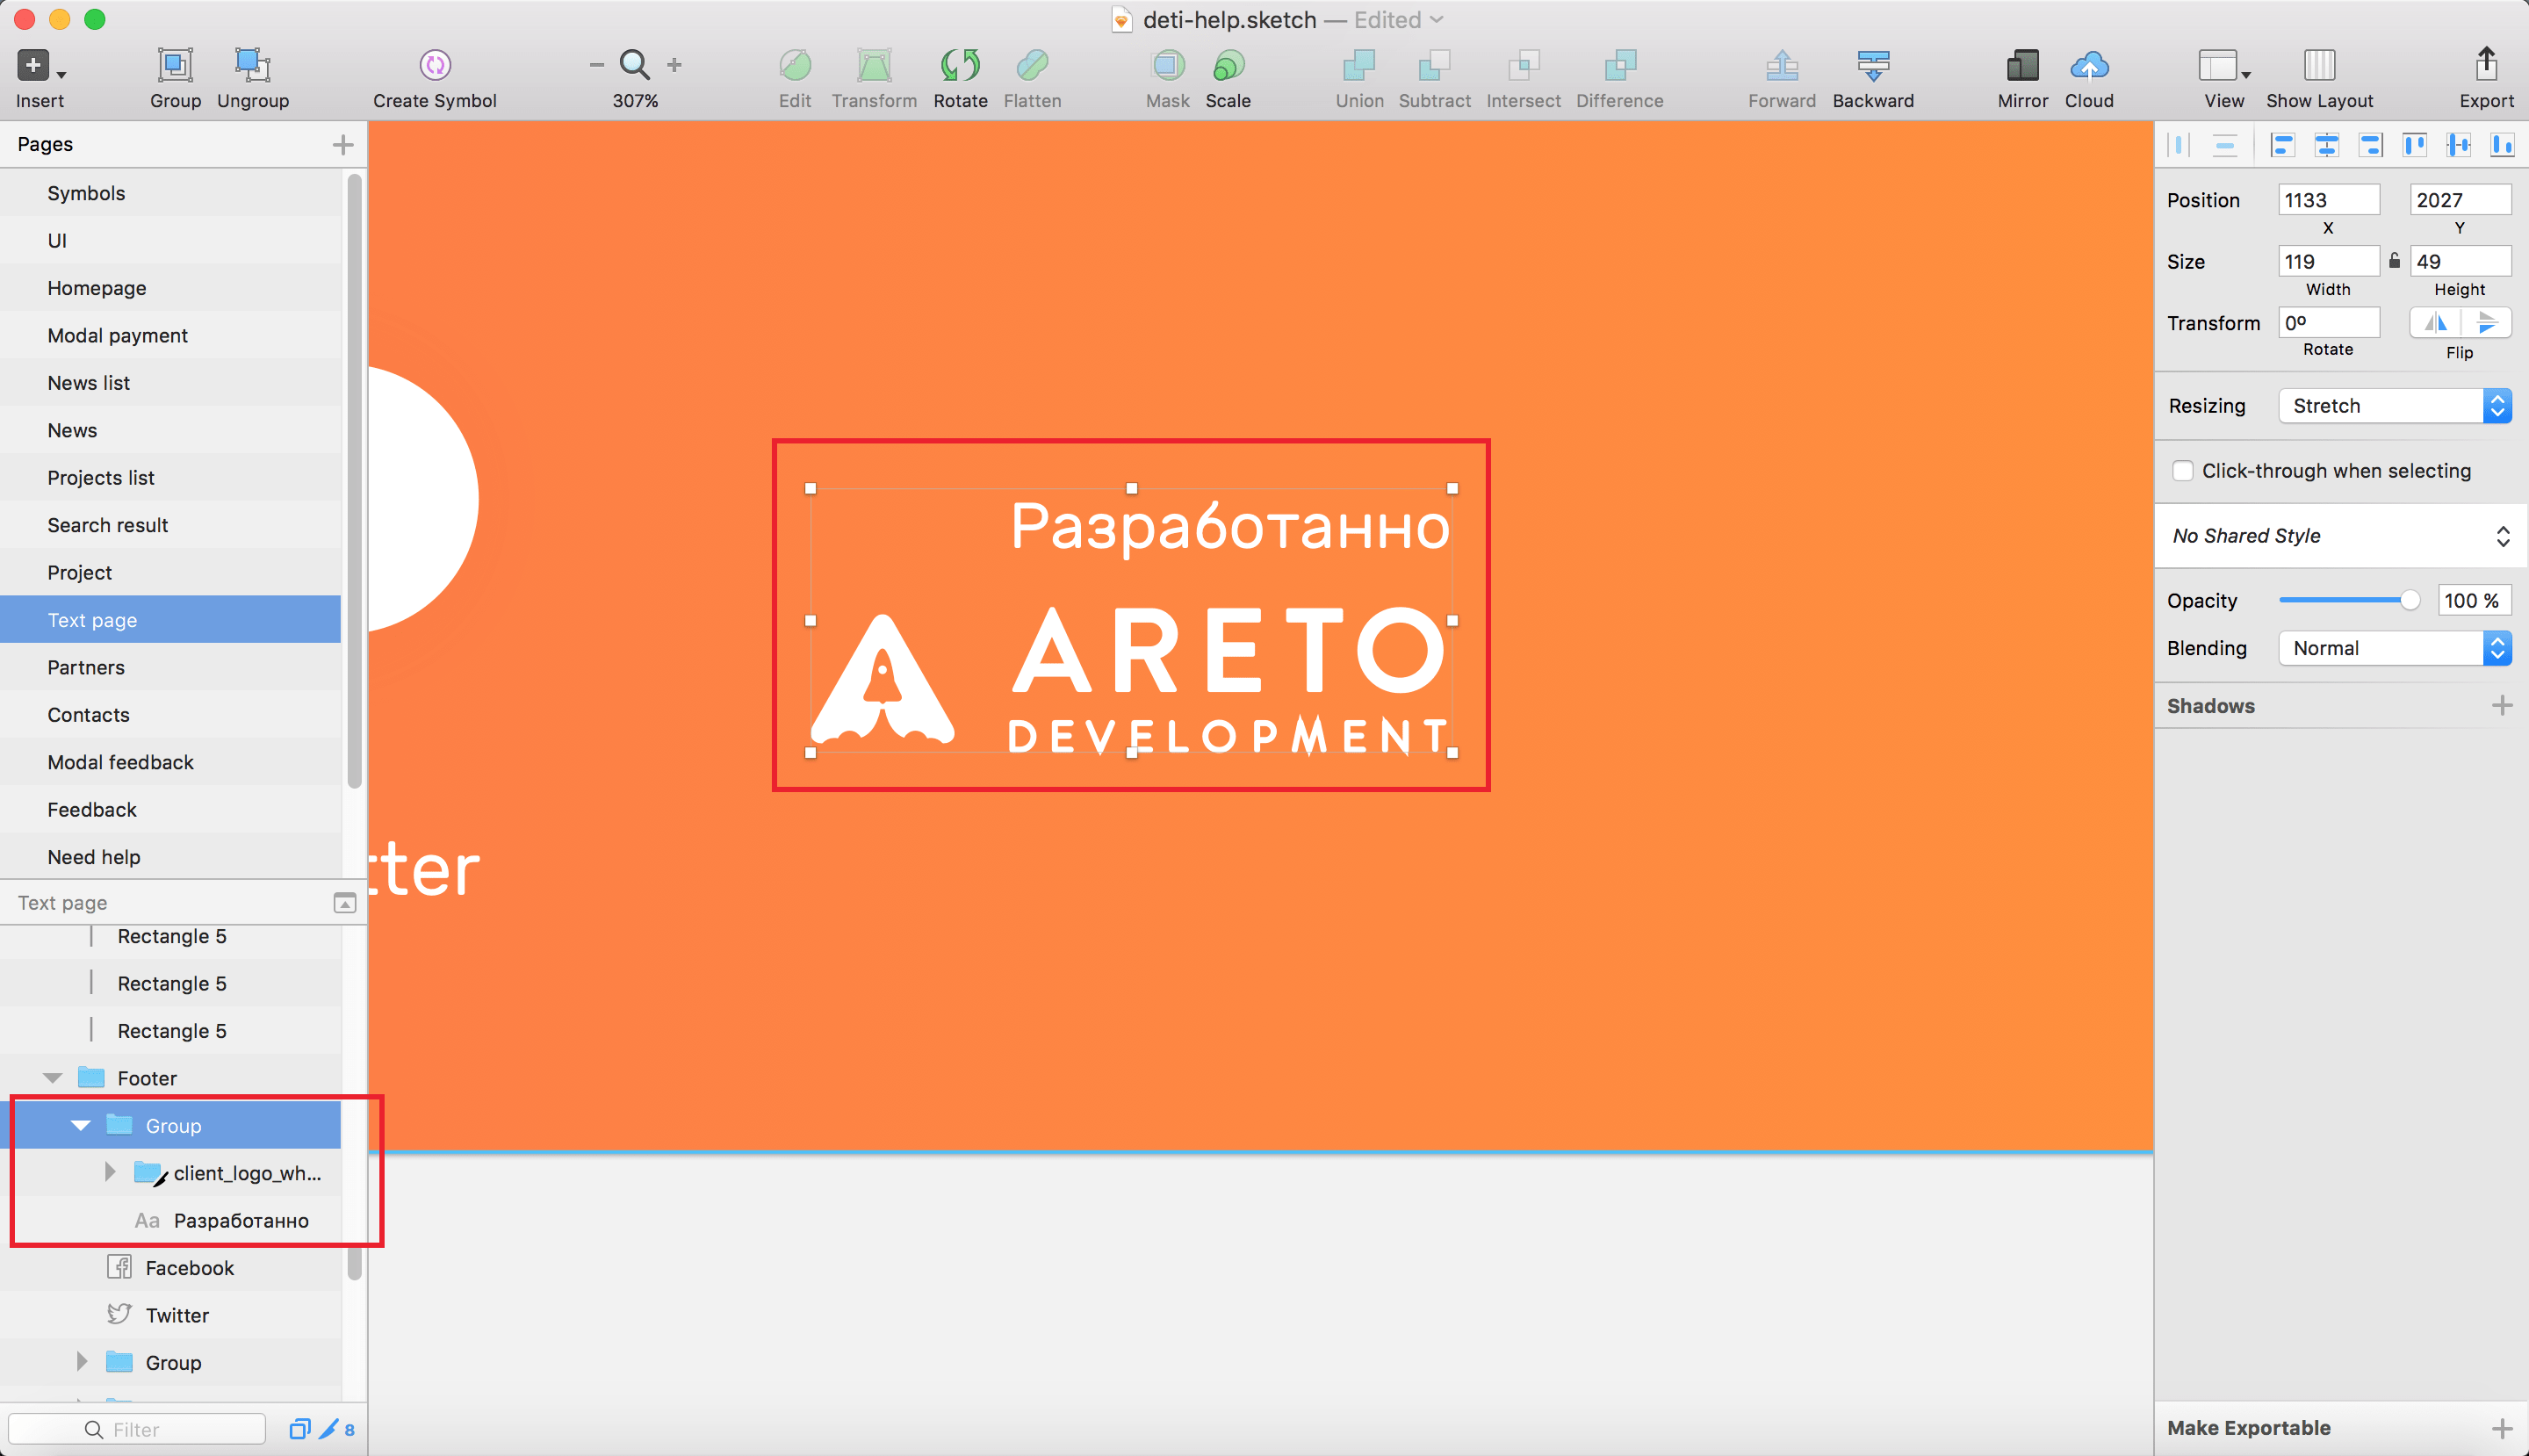 deti-help.sketch — Edited
Insert
Group
Ungroup
Create Symbol
307%
Edit
Transform
Rotate
Flatten
Mask
Scale
Union
Subtract
Intersect
Difference
Forward
Backward
Mirror
Cloud
View
Show Layout
Export
Pages
Symbols
UI
Homepage
Modal payment
News list
News
Projects list
Search result
Project
Text page
Partners
Contacts
Modal feedback
Feedback
Need help
Text page
Rectangle 5
Rectangle 5
Rectangle 5
Footer
Group
client_logo_wh...
Aa Разработанно
Facebook
Twitter
Group
Filter
8
tter
Разработанно
ARETO
DEVELOPMENT
Position 1133 2027
X Y
Size 119 49
Width Height
Transform 0º
Rotate Flip
Resizing Stretch
Click-through when selecting
No Shared Style
Opacity 100 %
Blending Normal
Shadows
Make Exportable